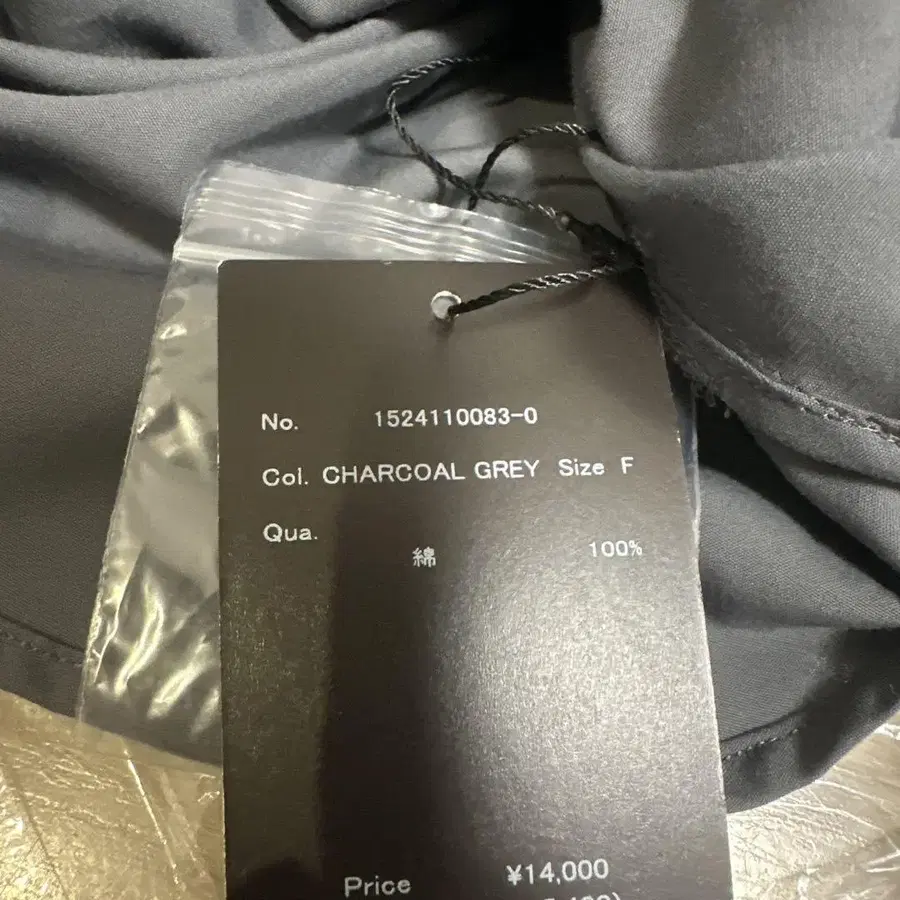 No. 1524110083-0
Col. CHARCOAL GREY Size F
Qua.
綿 100%
Price ¥14,000